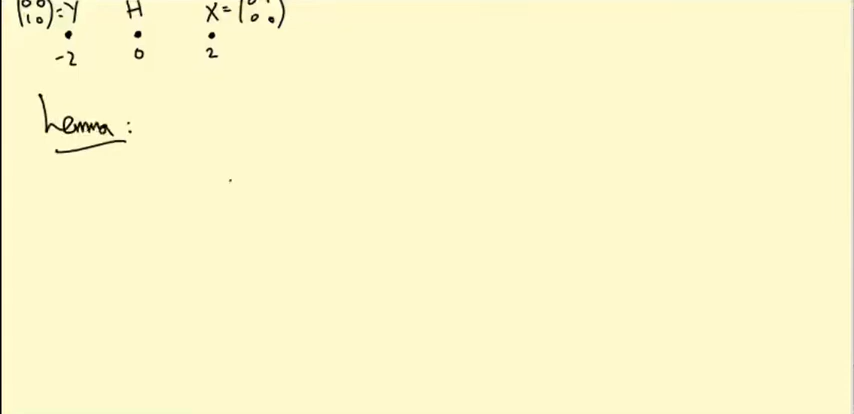 (0 0
1 0) = Y H X = (0 1
0 0)
-2 0 2
Lemma :